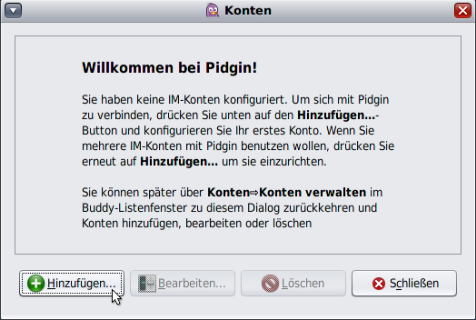 Konten
Willkommen bei Pidgin!
Sie haben keine IM-Konten konfiguriert. Um sich mit Pidgin
zu verbinden, drücken Sie unten auf den Hinzufügen...-
Button und konfigurieren Sie Ihr erstes Konto. Wenn Sie
mehrere IM-Konten mit Pidgin benutzen wollen, drücken Sie
erneut auf Hinzufügen... um sie einzurichten.
Sie können später über Konten⇨Konten verwalten im
Buddy-Listenfenster zu diesem Dialog zurückkehren und
Konten hinzufügen, bearbeiten oder löschen
Hinzufügen...
Bearbeiten...
Löschen
Schließen